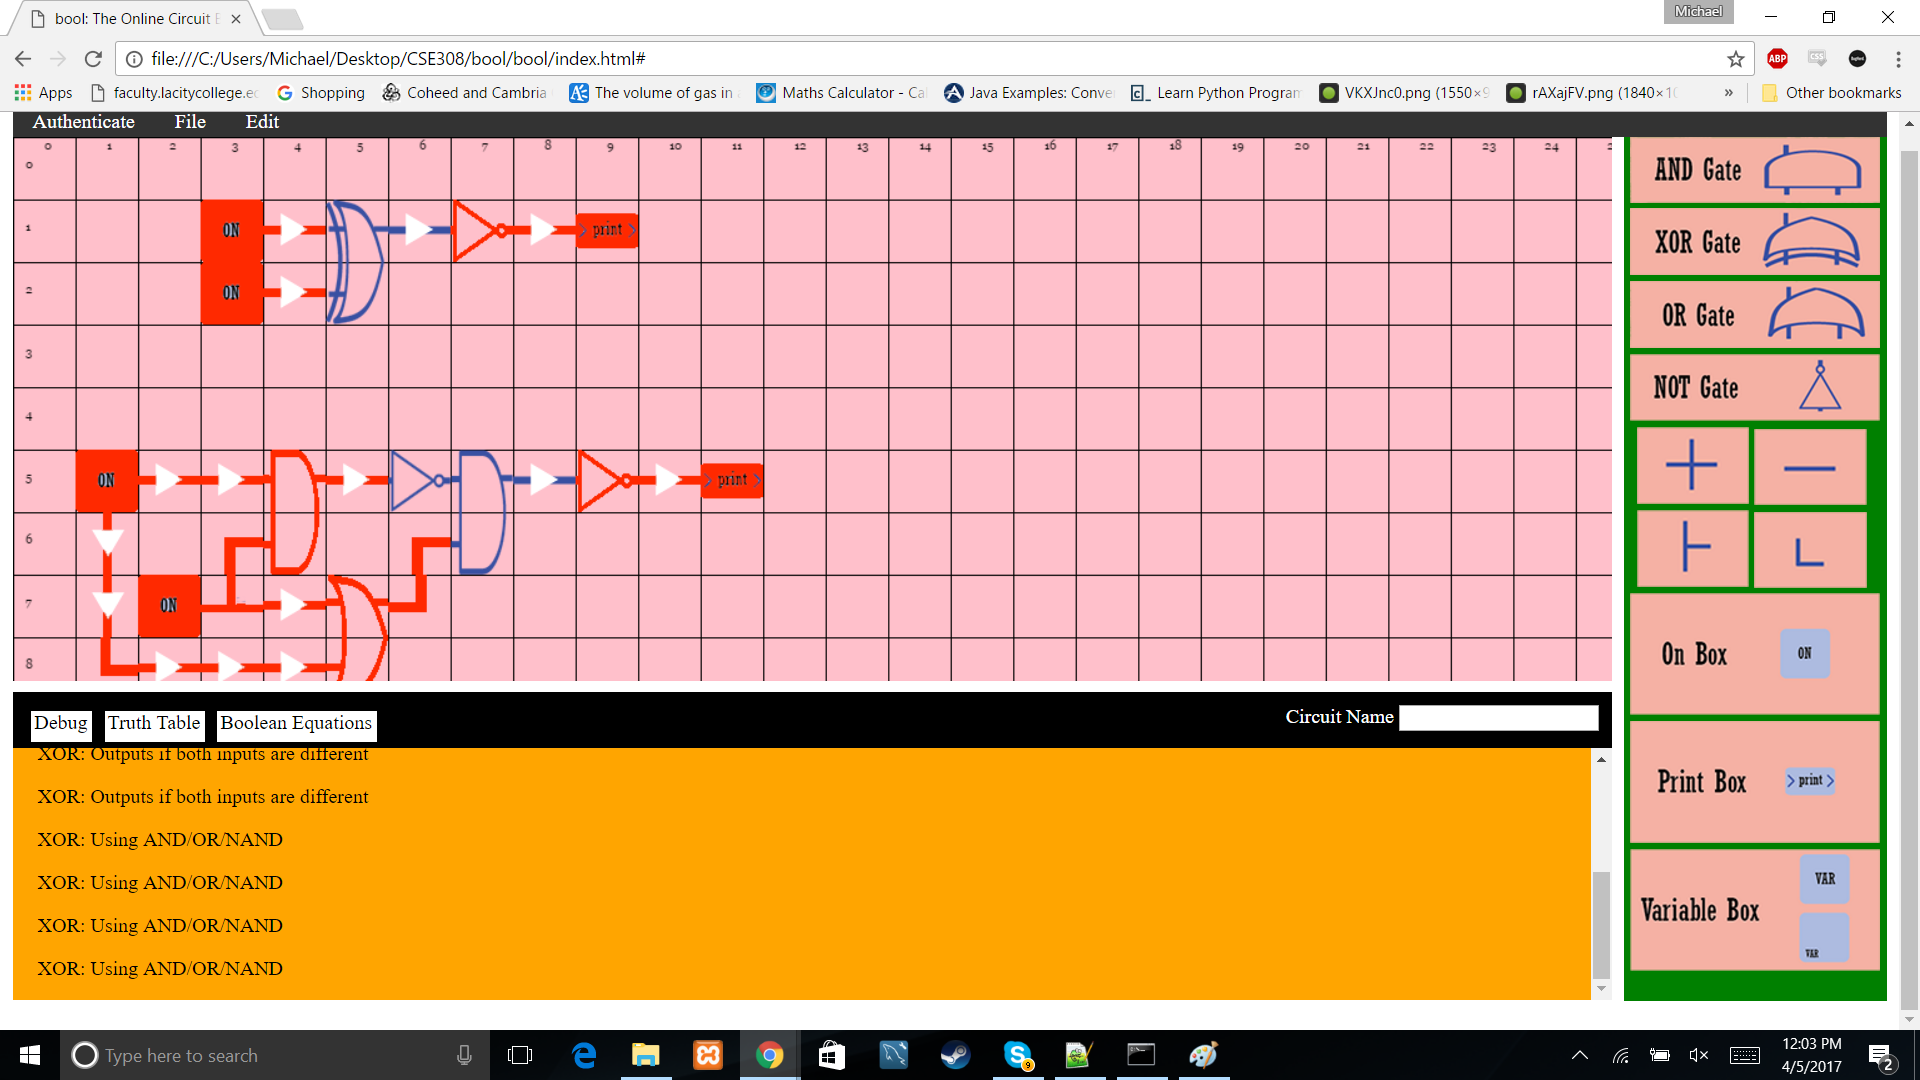 bool: The Online Circuit
Michael
file:///C:/Users/Michael/Desktop/CSE308/bool/bool/index.html#
ABP
CSS
Apps faculty.lacitycollege.ec Shopping Coheed and Cambria The volume of gas in Maths Calculator - Ca Java Examples: Conve Learn Python Program VKXJnc0.png (1550×9 rAXajFV.png (1840×10 » Other bookmarks
Authenticate File Edit
0 1 2 3 4 5 6 7 8 9 10 11 12 13 14 15 16 17 18 19 20 21 22 23 24
0
1
ON
print
2
ON
3
4
5
ON
print
6
7
ON
8
AND Gate
XOR Gate
OR Gate
NOT Gate
On Box ON
Print Box > print >
Variable Box VAR
VAR
Debug Truth Table Boolean Equations Circuit Name
XOR: Outputs if both inputs are different
XOR: Outputs if both inputs are different
XOR: Using AND/OR/NAND
XOR: Using AND/OR/NAND
XOR: Using AND/OR/NAND
XOR: Using AND/OR/NAND
Type here to search
9
12:03 PM
4/5/2017
2